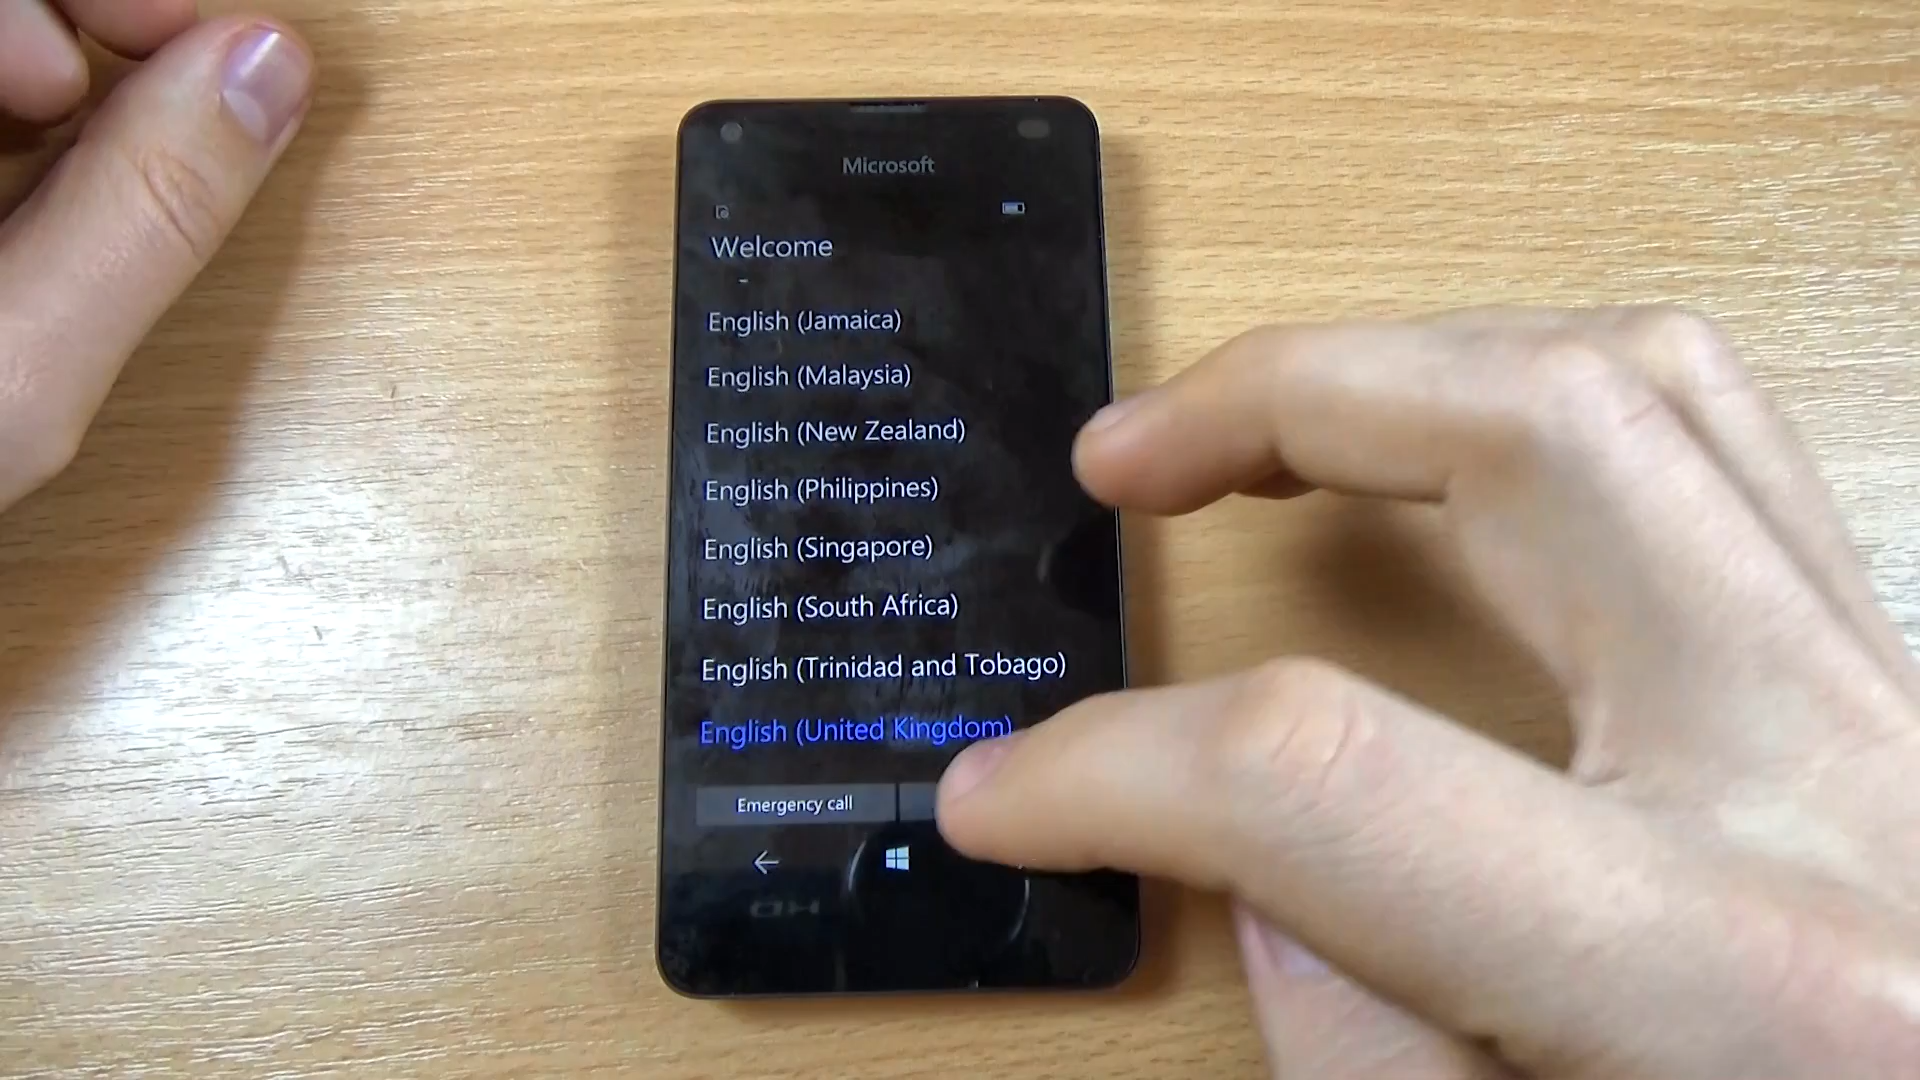 Microsoft
Welcome
English (Jamaica)
English (Malaysia)
English (New Zealand)
English (Philippines)
English (Singapore)
English (South Africa)
English (Trinidad and Tobago)
English (United Kingdom)
Emergency call